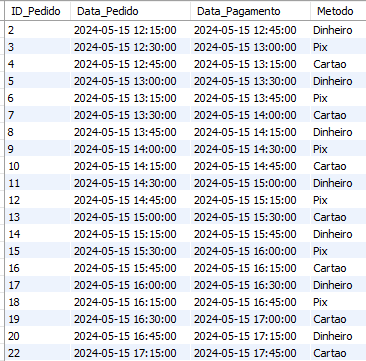 ID_Pedido Data_Pedido Data_Pagamento Metodo
2 2024-05-15 12:15:00 2024-05-15 12:45:00 Dinheiro
3 2024-05-15 12:30:00 2024-05-15 13:00:00 Pix
4 2024-05-15 12:45:00 2024-05-15 13:15:00 Cartao
5 2024-05-15 13:00:00 2024-05-15 13:30:00 Dinheiro
6 2024-05-15 13:15:00 2024-05-15 13:45:00 Pix
7 2024-05-15 13:30:00 2024-05-15 14:00:00 Cartao
8 2024-05-15 13:45:00 2024-05-15 14:15:00 Dinheiro
9 2024-05-15 14:00:00 2024-05-15 14:30:00 Pix
10 2024-05-15 14:15:00 2024-05-15 14:45:00 Cartao
11 2024-05-15 14:30:00 2024-05-15 15:00:00 Dinheiro
12 2024-05-15 14:45:00 2024-05-15 15:15:00 Pix
13 2024-05-15 15:00:00 2024-05-15 15:30:00 Cartao
14 2024-05-15 15:15:00 2024-05-15 15:45:00 Dinheiro
15 2024-05-15 15:30:00 2024-05-15 16:00:00 Pix
16 2024-05-15 15:45:00 2024-05-15 16:15:00 Cartao
17 2024-05-15 16:00:00 2024-05-15 16:30:00 Dinheiro
18 2024-05-15 16:15:00 2024-05-15 16:45:00 Pix
19 2024-05-15 16:30:00 2024-05-15 17:00:00 Cartao
20 2024-05-15 16:45:00 2024-05-15 17:15:00 Dinheiro
22 2024-05-15 17:15:00 2024-05-15 17:45:00 Cartao